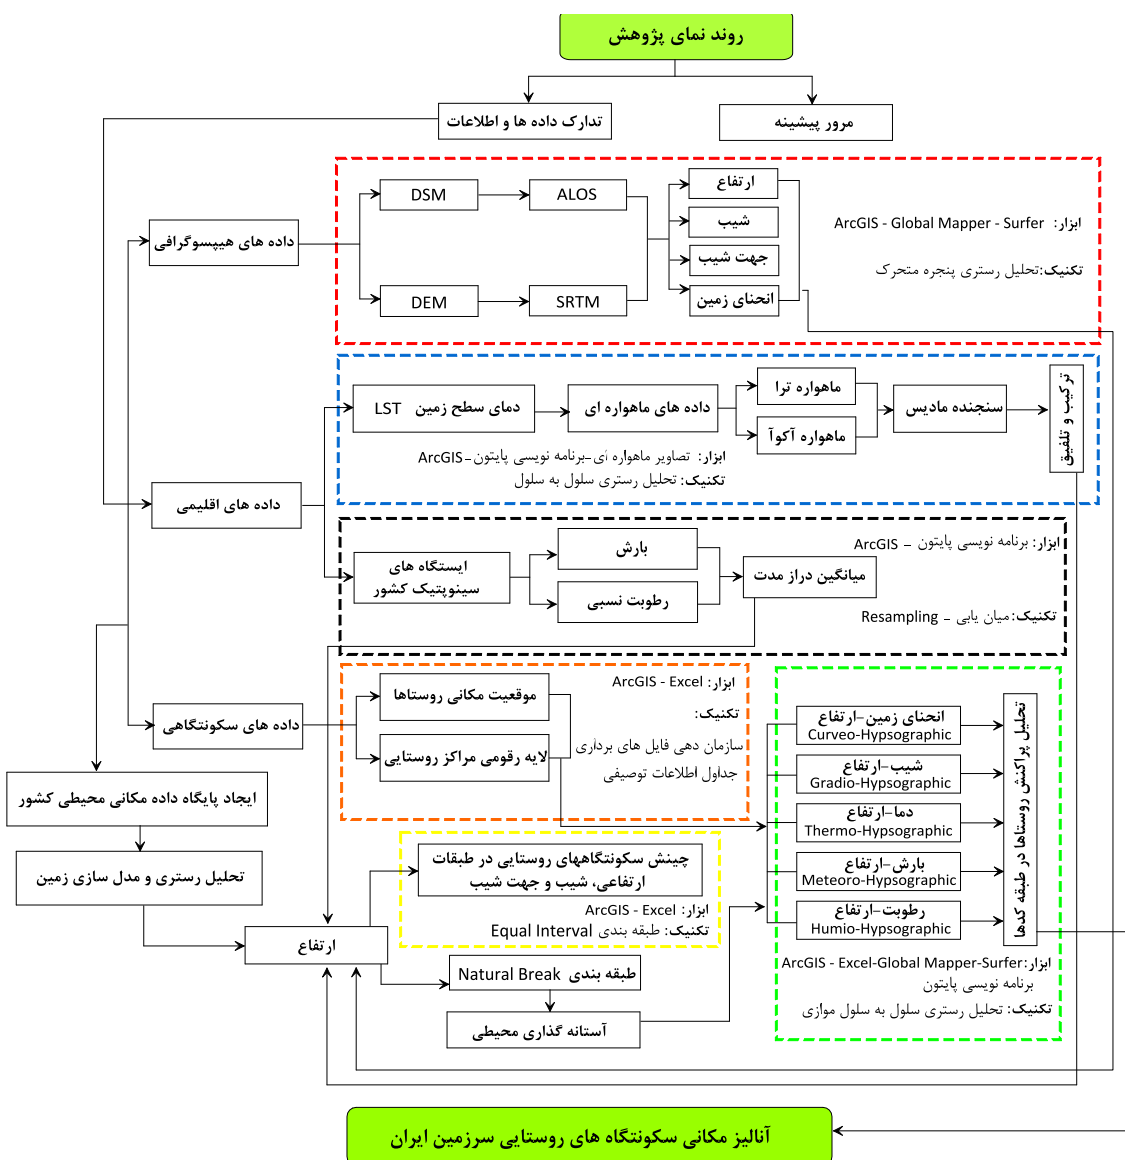 روند نمای پژوهش
مرور پیشینه
تدارک داده ها و اطلاعات
داده های هیپسوگرافی
DSM
ALOS
DEM
SRTM
ارتفاع
شیب
جهت شیب
انحنای زمین
ابزار: ArcGIS - Global Mapper - Surfer
تکنیک:تحلیل رستری پنجره متحرک
داده های اقلیمی
دمای سطح زمین LST
داده های ماهواره ای
ماهواره ترا
ماهواره آکوآ
سنجنده مادیس
ترکیب و تلفیق
ابزار: تصاویر ماهواره ای-برنامه نویسی پایتون-ArcGIS
تکنیک: تحلیل رستری سلول به سلول
ایستگاه های
سینوپتیک کشور
بارش
رطوبت نسبی
میانگین دراز مدت
ابزار: برنامه نویسی پایتون - ArcGIS
تکنیک:میان یابی - Resampling
داده های سکونتگاهی
موقعیت مکانی روستاها
لایه رقومی مراکز روستایی
ابزار: ArcGIS - Excel
تکنیک:
سازمان دهی فایل های برداری
جداول اطلاعات توصیفی
انحنای زمین-ارتفاع
Curveo-Hypsographic
شیب-ارتفاع
Gradio-Hypsographic
دما-ارتفاع
Thermo-Hypsographic
بارش-ارتفاع
Meteoro-Hypsographic
رطوبت-ارتفاع
Humio-Hypsographic
تحلیل پراکنش روستاها در طبقه کدها
ابزار:ArcGIS - Excel-Global Mapper-Surfer
برنامه نویسی پایتون
تکنیک: تحلیل رستری سلول به سلول موازی
ایجاد پایگاه داده مکانی محیطی کشور
تحلیل رستری و مدل سازی زمین
ارتفاع
چینش سکونتگاههای روستایی در طبقات
ارتفاعی، شیب و جهت شیب
ابزار: ArcGIS - Excel
تکنیک: طبقه بندی Equal Interval
طبقه بندی Natural Break
آستانه گذاری محیطی
آنالیز مکانی سکونتگاه های روستایی سرزمین ایران